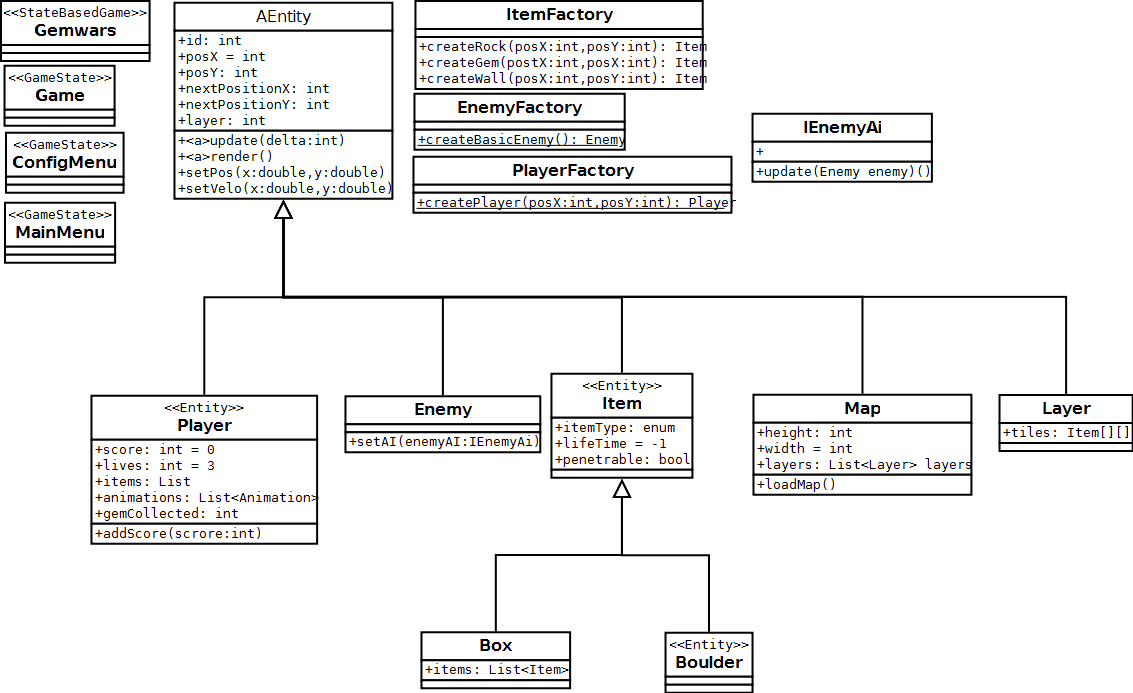 <<StateBasedGame>>
Gemwars
<<GameState>>
Game
<<GameState>>
ConfigMenu
<<GameState>>
MainMenu
AEntity
+id: int
+posX = int
+posY: int
+nextPositionX: int
+nextPositionY: int
+layer: int
+<a>update(delta:int)
+<a>render()
+setPos(x:double,y:double)
+setVelo(x:double,y:double)
ItemFactory
+createRock(posX:int,posY:int): Item
+createGem(postX:int,posX:int): Item
+createWall(posX:int,posY:int): Item
EnemyFactory
+createBasicEnemy(): Enemy
PlayerFactory
+createPlayer(posX:int,posY:int): Player
IEnemyAi
+
+update(Enemy enemy)()
<<Entity>>
Player
+score: int = 0
+lives: int = 3
+items: List
+animations: List<Animation>
+gemCollected: int
+addScore(scrore:int)
Enemy
+setAI(enemyAI:IEnemyAi)
<<Entity>>
Item
+itemType: enum
+lifeTime = -1
+penetrable: bool
Map
+height: int
+width = int
+layers: List<Layer> layers
+loadMap()
Layer
+tiles: Item[][]
Box
+items: List<Item>
<<Entity>>
Boulder